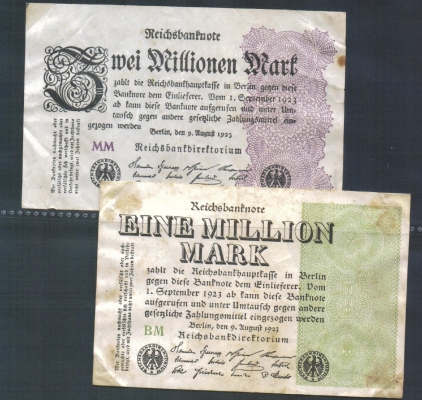 Reichsbanknote
Zwei Millionen Mark
zahlt die Reichsbankhauptkasse in Berlin gegen diese
Banknote dem Einlieferer. Vom 1. September 1923
ab kann diese Banknote aufgerufen und unter Um-
tausch gegen andere gesetzliche Zahlungsmittel ein-
gezogen werden
Berlin, den 9. August 1923
MM
Reichsbankdirektorium
Reichsbanknote
EINE MILLION
MARK
zahlt die Reichsbankhauptkasse in Berlin
gegen diese Banknote dem Einlieferer. Vom
1. September 1923 ab kann diese Banknote
aufgerufen und unter Umtausch gegen andere
gesetzliche Zahlungsmittel eingezogen werden
Berlin, den 9. August 1923
BM
Reichsbankdirektorium